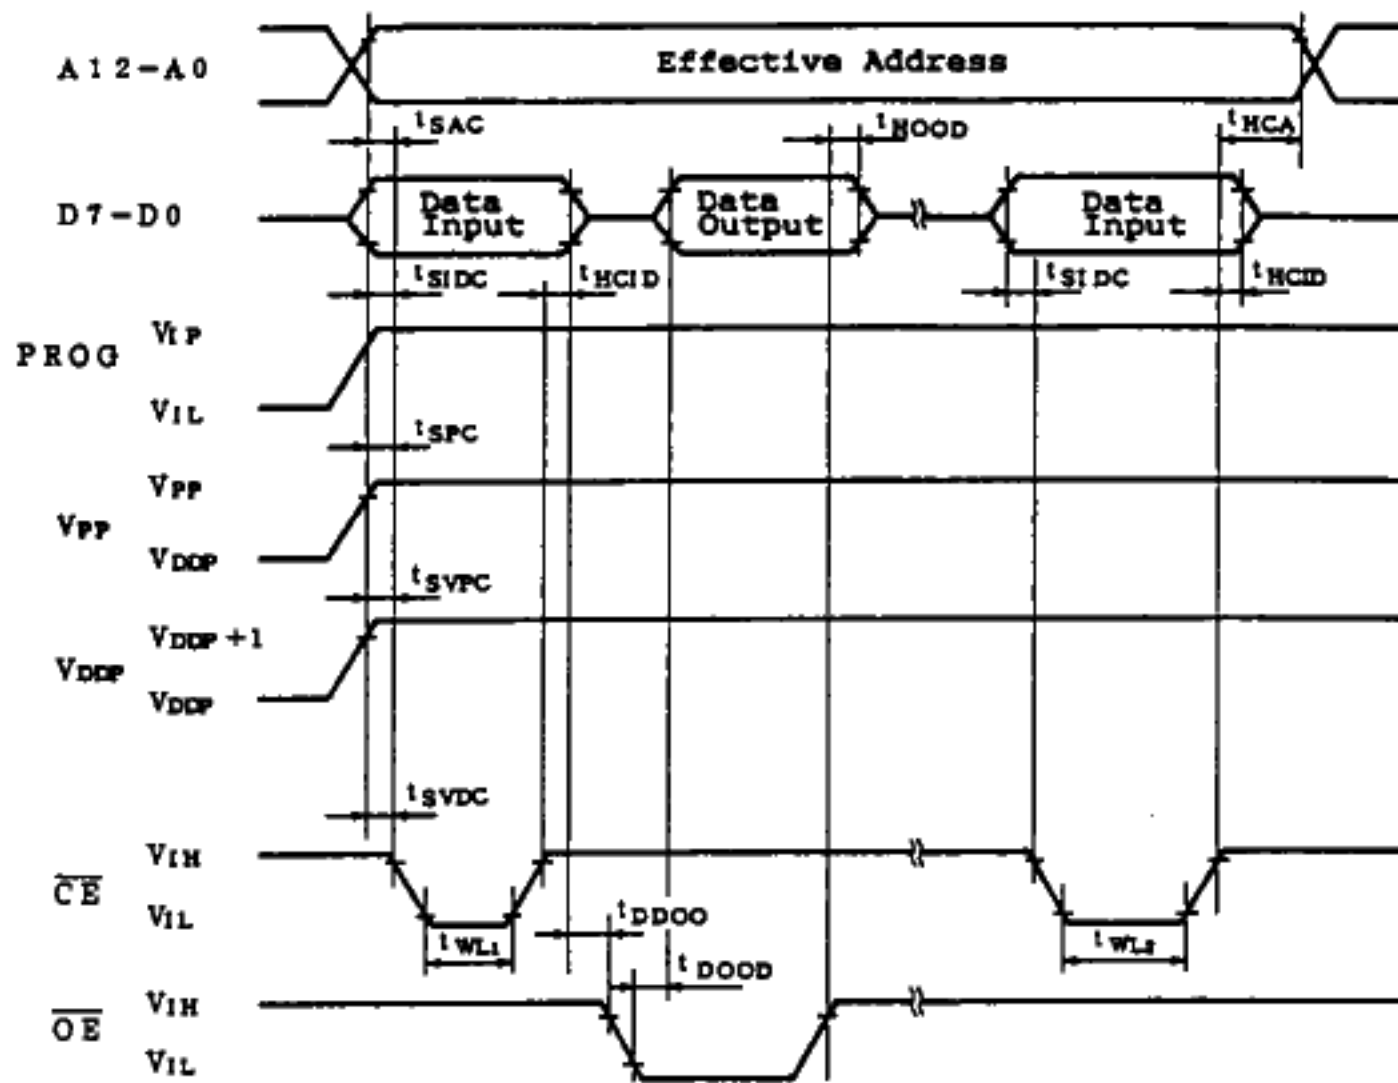 A12-A0
Effective Address
tSAC
tHOOD
tHCA
D7-D0
Data Input
Data Output
Data Input
tSIDC
tHCID
tSIDC
tHCID
PROG
VIP
VIL
tSPC
VPP
VPP
VDDP
tSVPC
VDDP+1
VDDP
VDDP
tSVDC
CE
VIH
VIL
tWL1
tDDOO
tWL2
tDOOD
OE
VIH
VIL